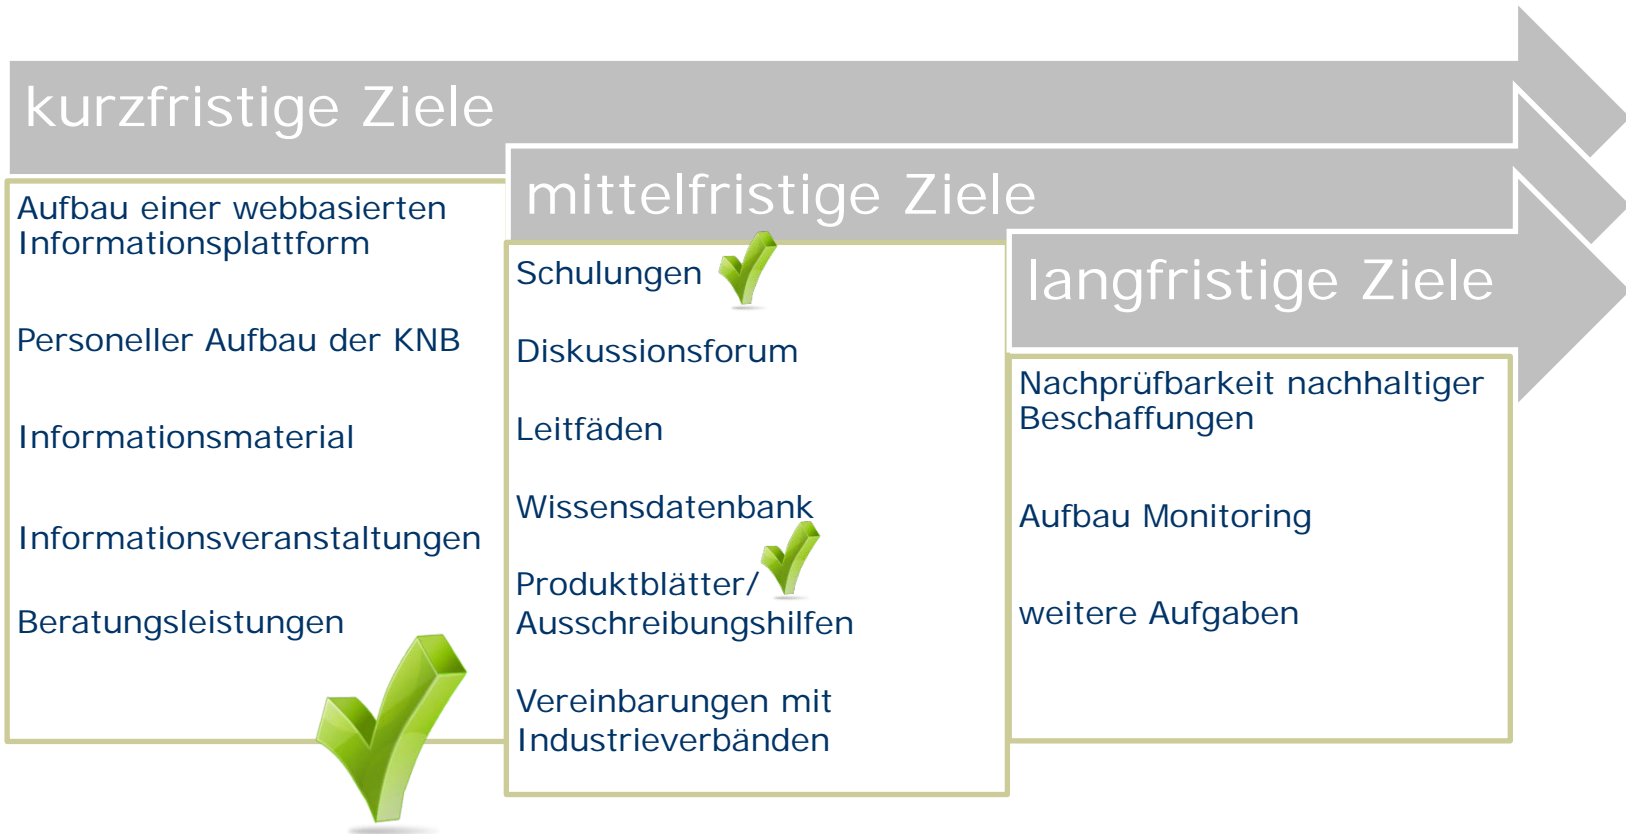 kurzfristige Ziele
Aufbau einer webbasierten
Informationsplattform
Personeller Aufbau der KNB
Informationsmaterial
Informationsveranstaltungen
Beratungsleistungen
mittelfristige Ziele
Schulungen
Diskussionsforum
Leitfäden
Wissensdatenbank
Produktblätter/
Ausschreibungshilfen
Vereinbarungen mit
Industrieverbänden
langfristige Ziele
Nachprüfbarkeit nachhaltiger
Beschaffungen
Aufbau Monitoring
weitere Aufgaben